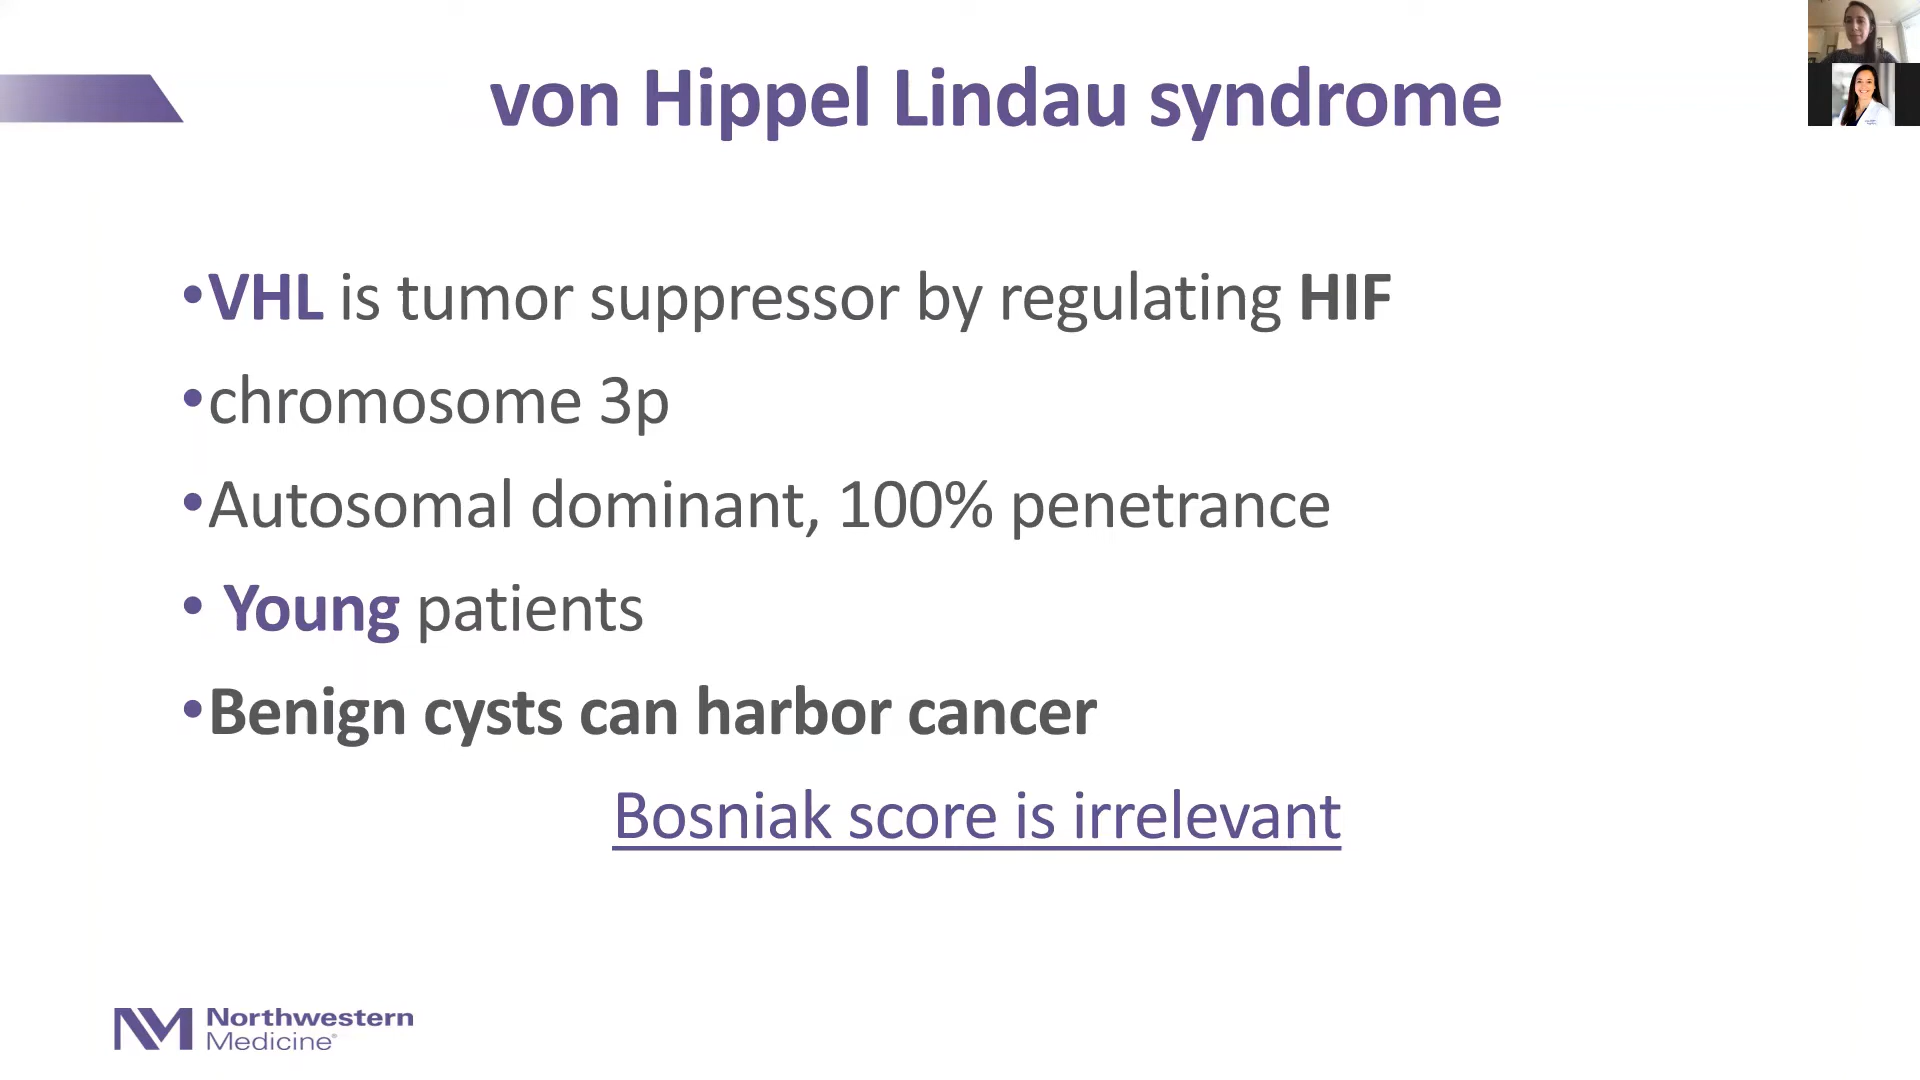 von Hippel Lindau syndrome
•VHL is tumor suppressor by regulating HIF
•chromosome 3p
•Autosomal dominant, 100% penetrance
• Young patients
•Benign cysts can harbor cancer
Bosniak score is irrelevant
NM Northwestern
Medicine®